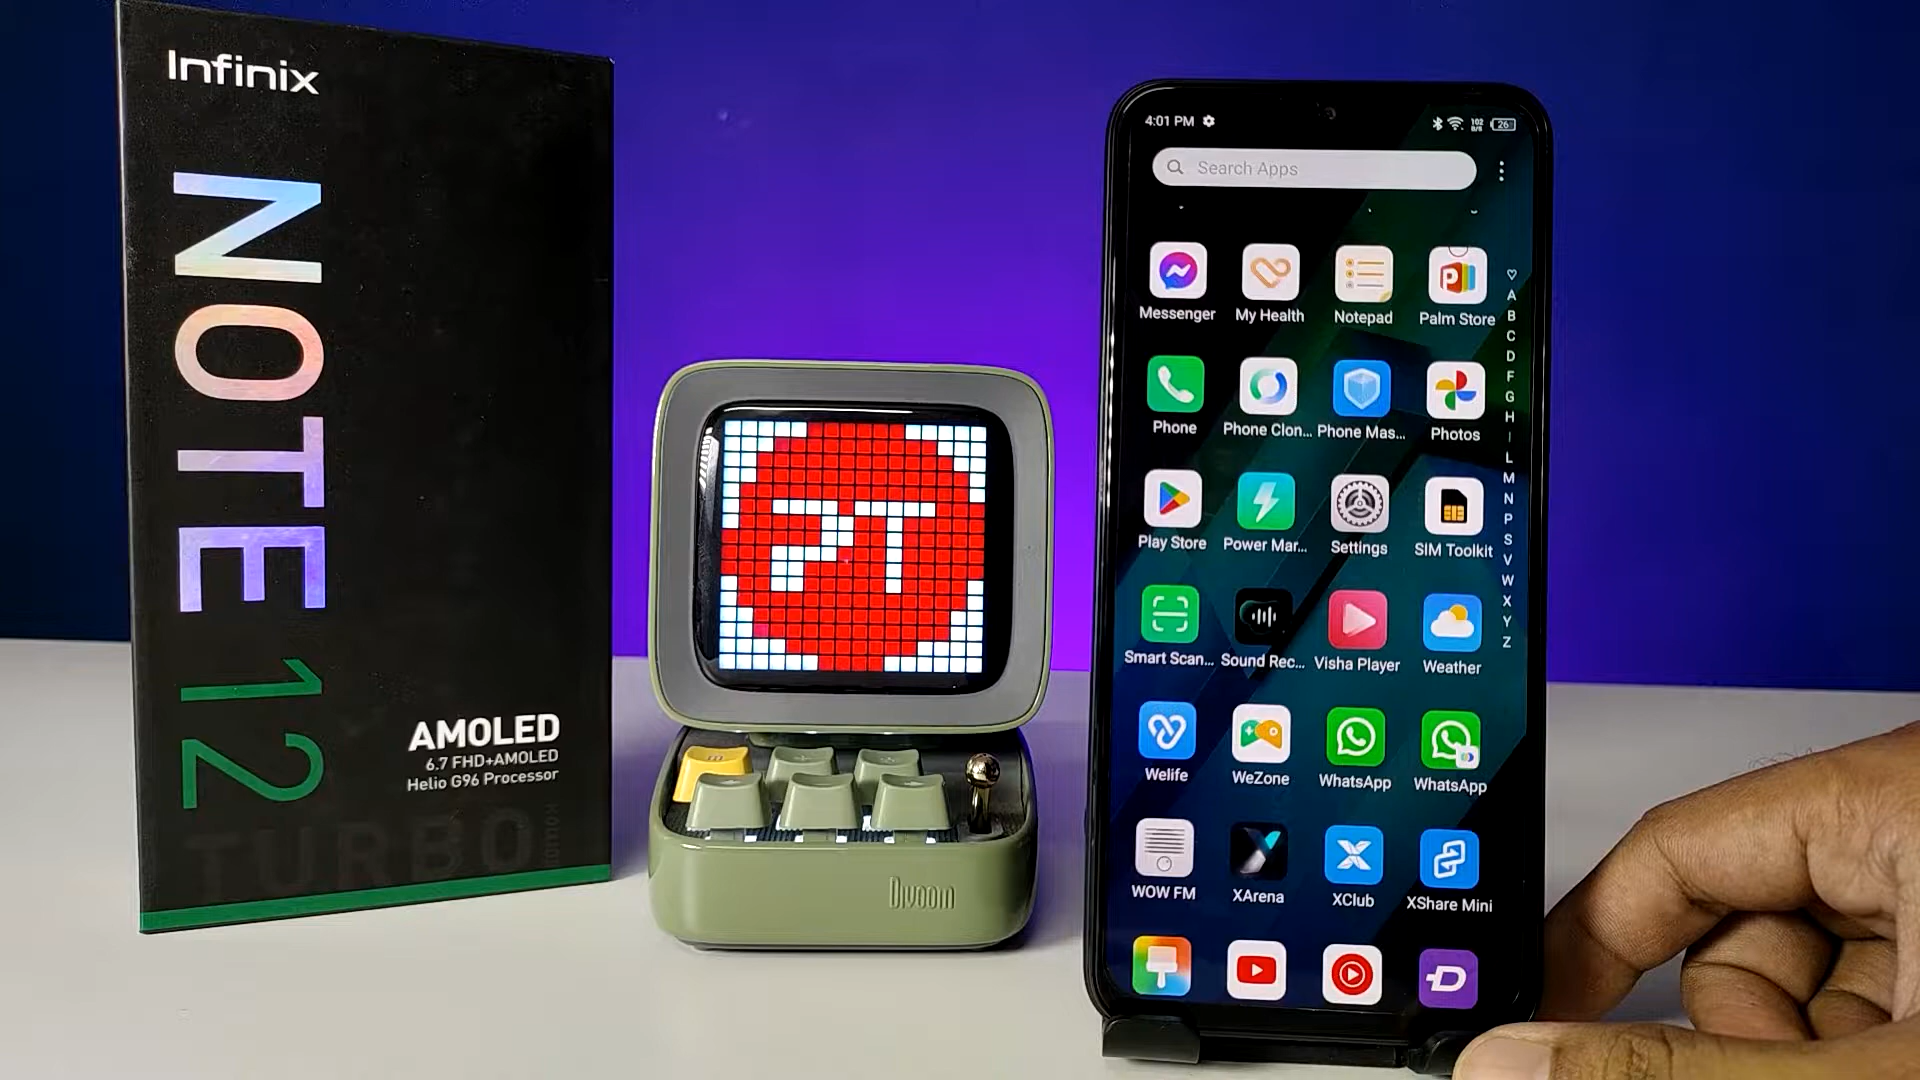 Infinix
NOTE 12
AMOLED
6.7 FHD+AMOLED
Helio G96 Processor
TURBO
Divoom
4:01 PM
102
B/S
26
Search Apps
Messenger
My Health
Notepad
Palm Store
Phone
Phone Clon...
Phone Mas...
Photos
Play Store
Power Mar...
Settings
SIM Toolkit
Smart Scan...
Sound Rec...
Visha Player
Weather
Welife
WeZone
WhatsApp
WhatsApp
WOW FM
XArena
XClub
XShare Mini
A
B
C
D
F
G
H
I
L
M
N
P
S
V
W
X
Y
Z